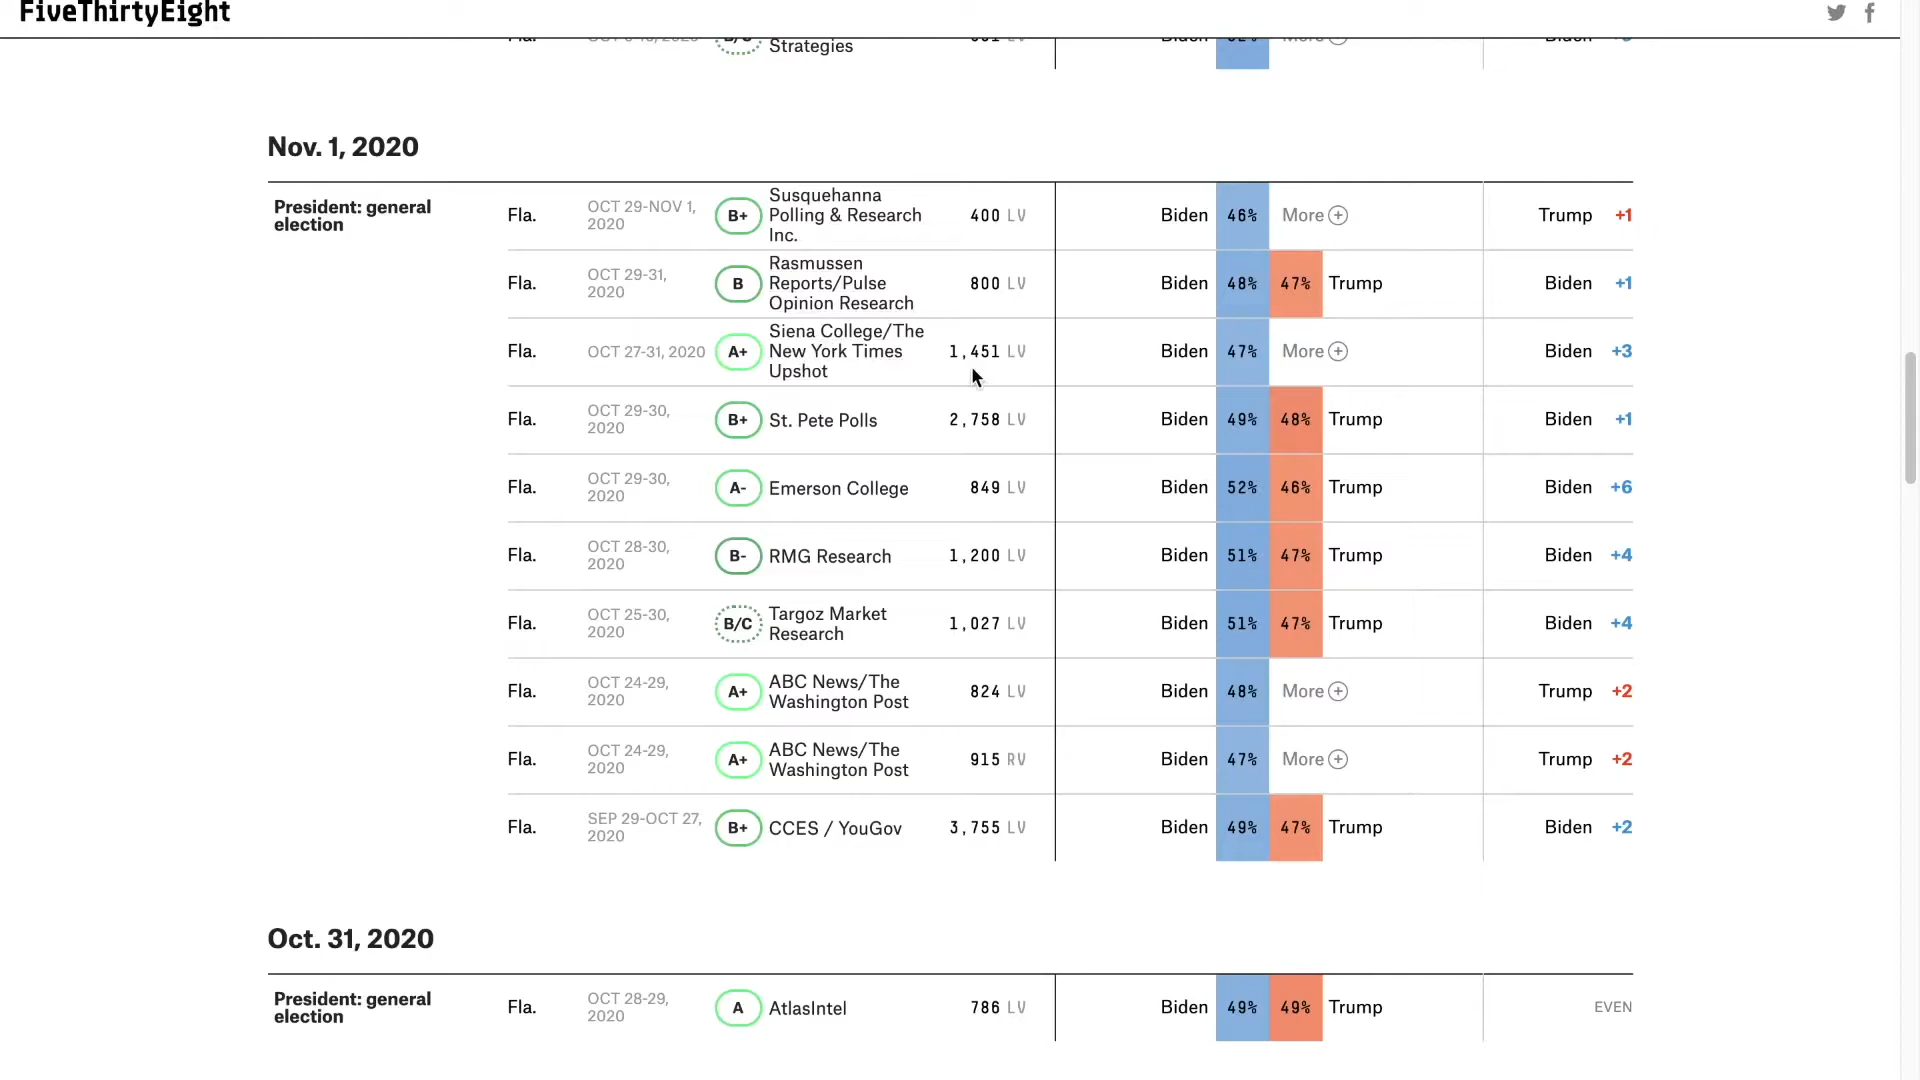 FiveThirtyEight
Strategies
Biden
More
Nov. 1, 2020
President: general
election
Fla.
OCT 29-NOV 1,
2020
B+
Susquehanna
Polling & Research
Inc.
400 LV
Biden 46% More
Trump +1
Fla.
OCT 29-31,
2020
B
Rasmussen
Reports/Pulse
Opinion Research
800 LV
Biden 48% 47% Trump
Biden +1
Fla.
OCT 27-31, 2020
A+
Siena College/The
New York Times
Upshot
1,451 LV
Biden 47% More
Biden +3
Fla.
OCT 29-30,
2020
B+
St. Pete Polls
2,758 LV
Biden 49% 48% Trump
Biden +1
Fla.
OCT 29-30,
2020
A-
Emerson College
849 LV
Biden 52% 46% Trump
Biden +6
Fla.
OCT 28-30,
2020
B-
RMG Research
1,200 LV
Biden 51% 47% Trump
Biden +4
Fla.
OCT 25-30,
2020
B/C
Targoz Market
Research
1,027 LV
Biden 51% 47% Trump
Biden +4
Fla.
OCT 24-29,
2020
A+
ABC News/The
Washington Post
824 LV
Biden 48% More
Trump +2
Fla.
OCT 24-29,
2020
A+
ABC News/The
Washington Post
915 RV
Biden 47% More
Trump +2
Fla.
SEP 29-OCT 27,
2020
B+
CCES / YouGov
3,755 LV
Biden 49% 47% Trump
Biden +2
Oct. 31, 2020
President: general
election
Fla.
OCT 28-29,
2020
A
AtlasIntel
786 LV
Biden 49% 49% Trump
EVEN